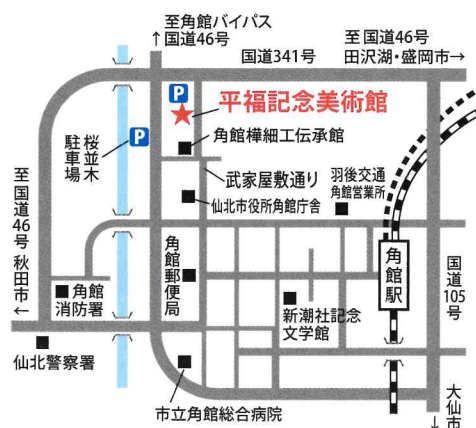 至角館バイパス
↑国道46号
国道341号
至国道46号
田沢湖・盛岡市→
P
★平福記念美術館
P
桜並木
駐車場
角館樺細工伝承館
武家屋敷通り
羽後交通
角館営業所
至国道46号 秋田市←
仙北市役所角館庁舎
角館
消防署
角館郵便局
角館駅
国道105号
新潮社記念
文学館
仙北警察署
市立角館総合病院
大仙市
↓